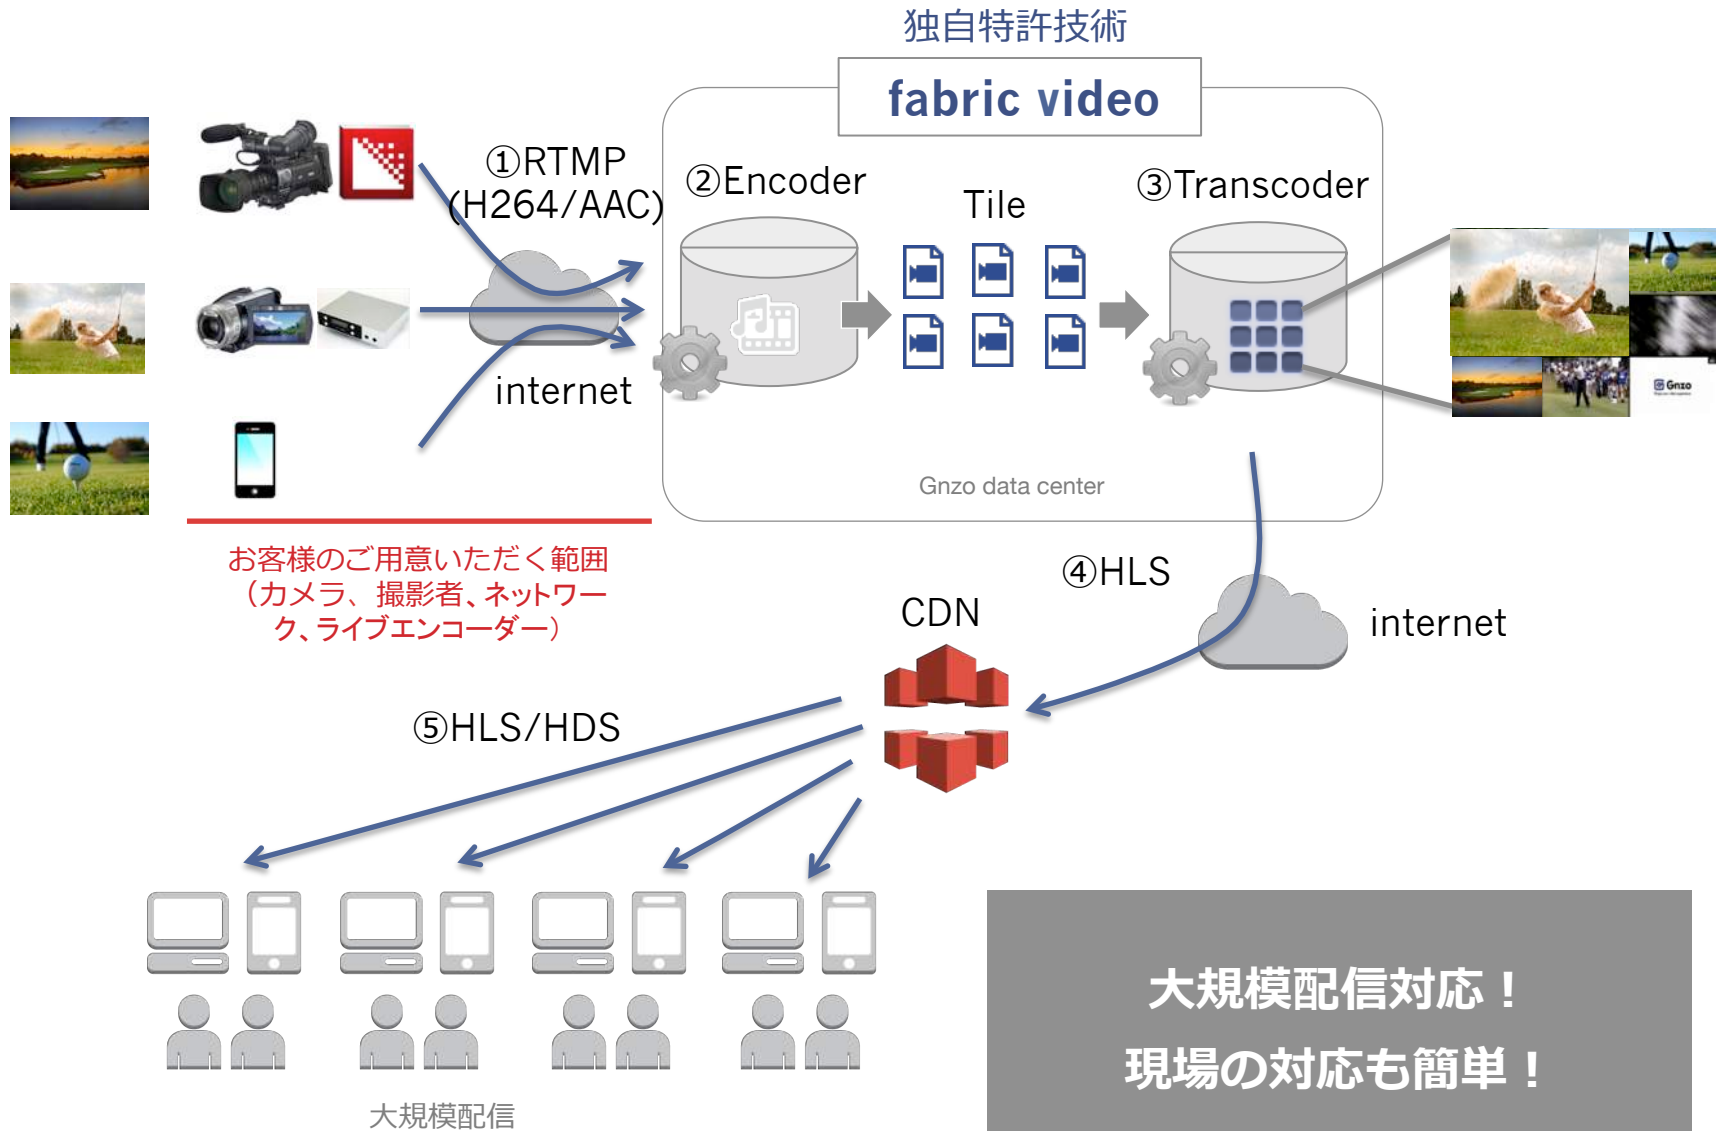 独自特許技術
fabric video
①RTMP
(H264/AAC)
internet
②Encoder
Tile
③Transcoder
Gnzo
Gnzo data center
お客様のご用意いただく範囲
（カメラ、撮影者、ネットワー
ク、ライブエンコーダー）
④HLS
internet
CDN
⑤HLS/HDS
大規模配信
大規模配信対応！
現場の対応も簡単！